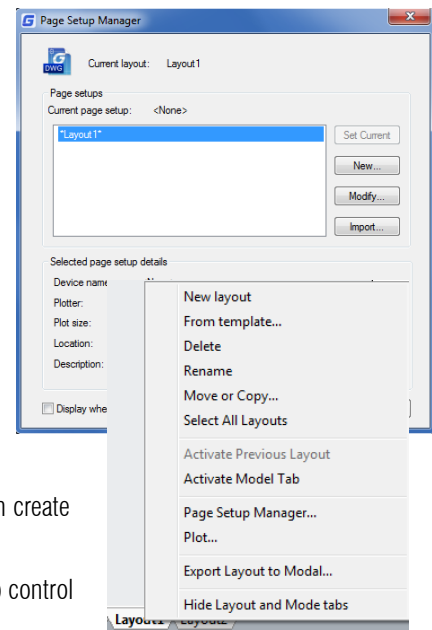 Page Setup Manager
DWG
Current layout: Layout1
Page setups
Current page setup: <None>
*Layout1*
Set Current
New...
Modify...
Import...
Selected page setup details
Device name
Plotter:
Plot size:
Location:
Description:
Display whe
New layout
From template...
Delete
Rename
Move or Copy...
Select All Layouts
Activate Previous Layout
Activate Model Tab
Page Setup Manager...
Plot...
Export Layout to Modal...
Hide Layout and Mode tabs
create
control
Layout1 Layout2